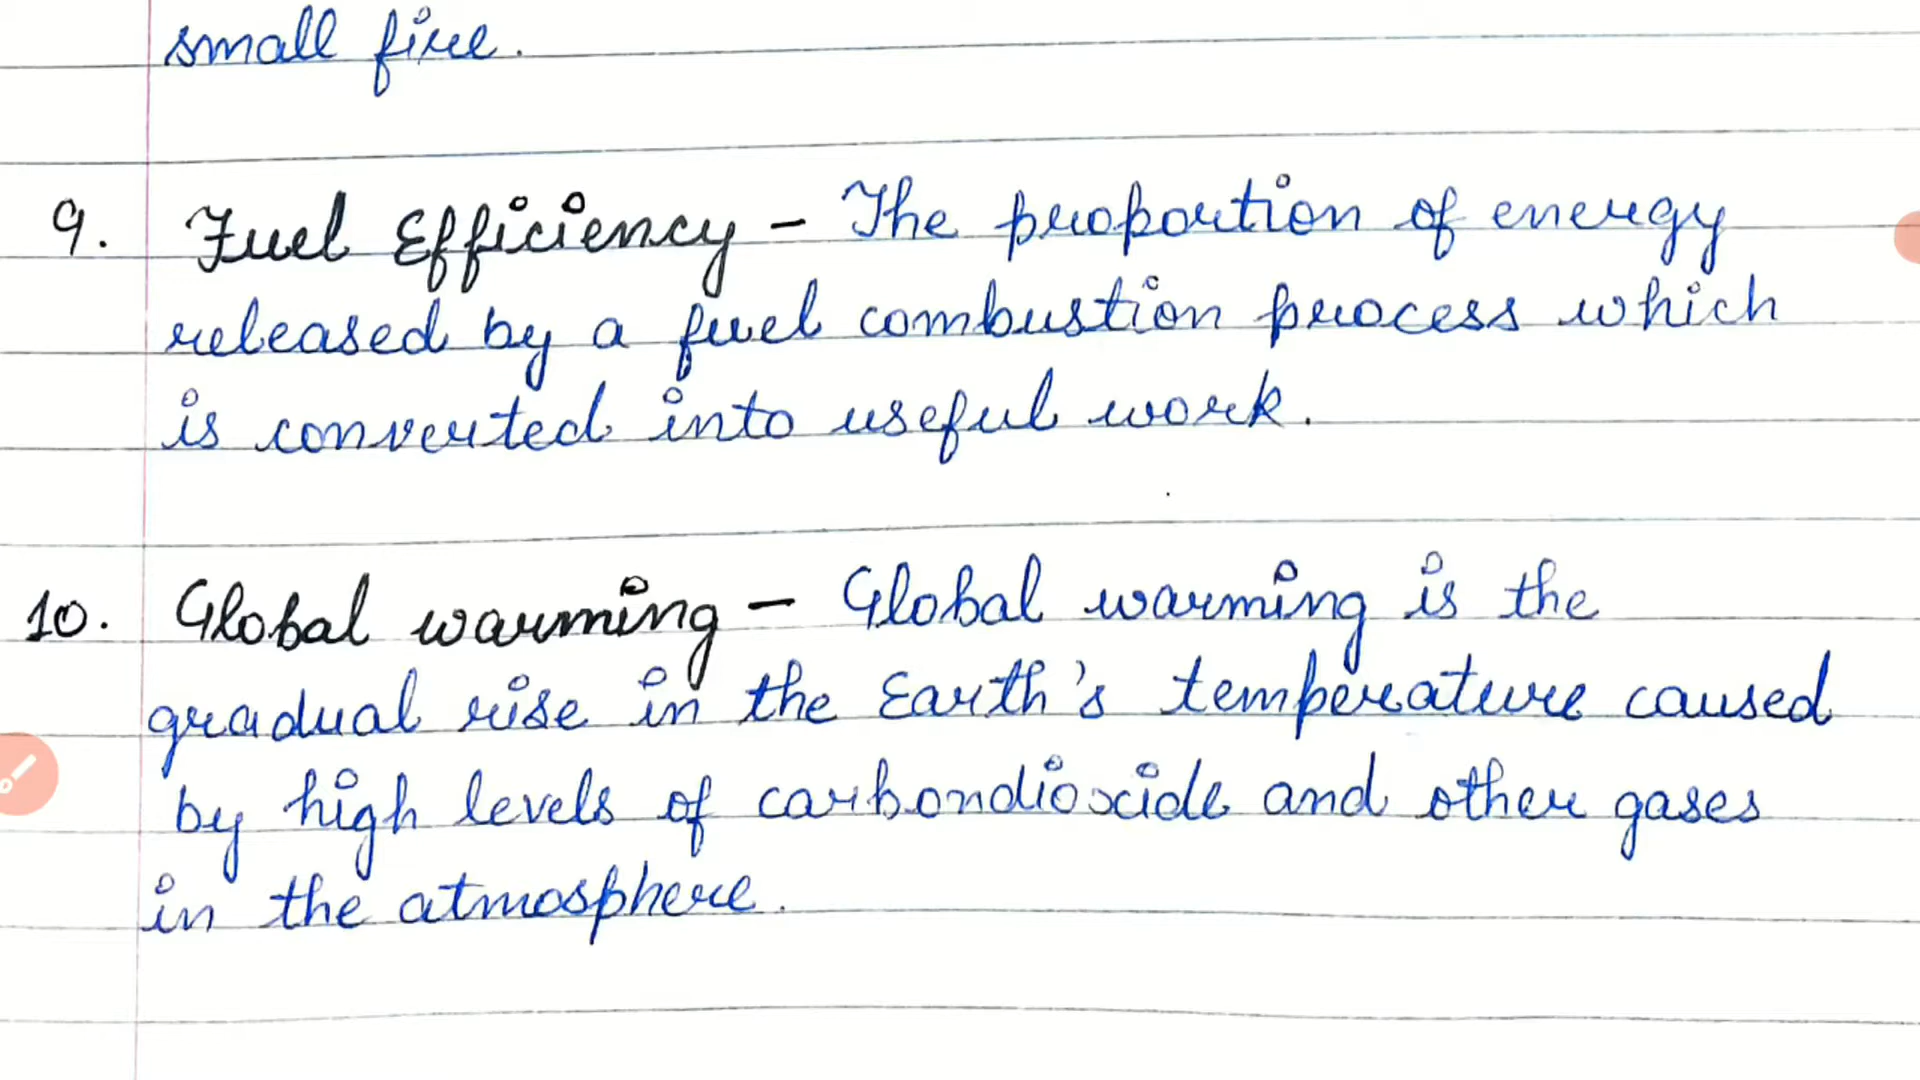 small fire.
9. Fuel Efficiency - The proportion of energy
released by a fuel combustion process which
is converted into useful work.
10. Global warming - Global warming is the
gradual rise in the Earth's temperature caused
by high levels of carbondioxide and other gases
in the atmosphere.